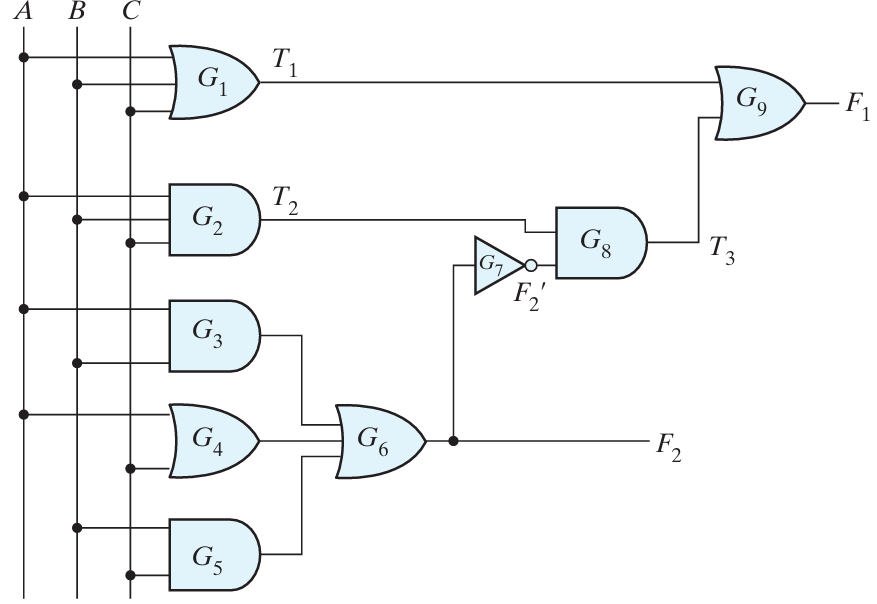 A B C
G1 T1
G9 F1
G2 T2
G8
G7 T3
F2′
G3
G4 G6 F2
G5